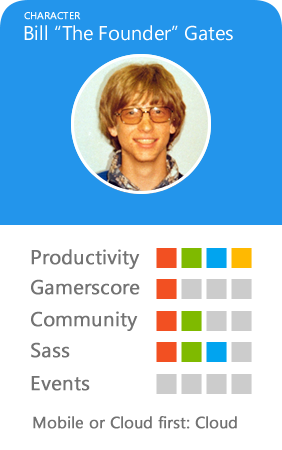 CHARACTER
Bill “The Founder” Gates
Productivity
Gamerscore
Community
Sass
Events
Mobile or Cloud first: Cloud